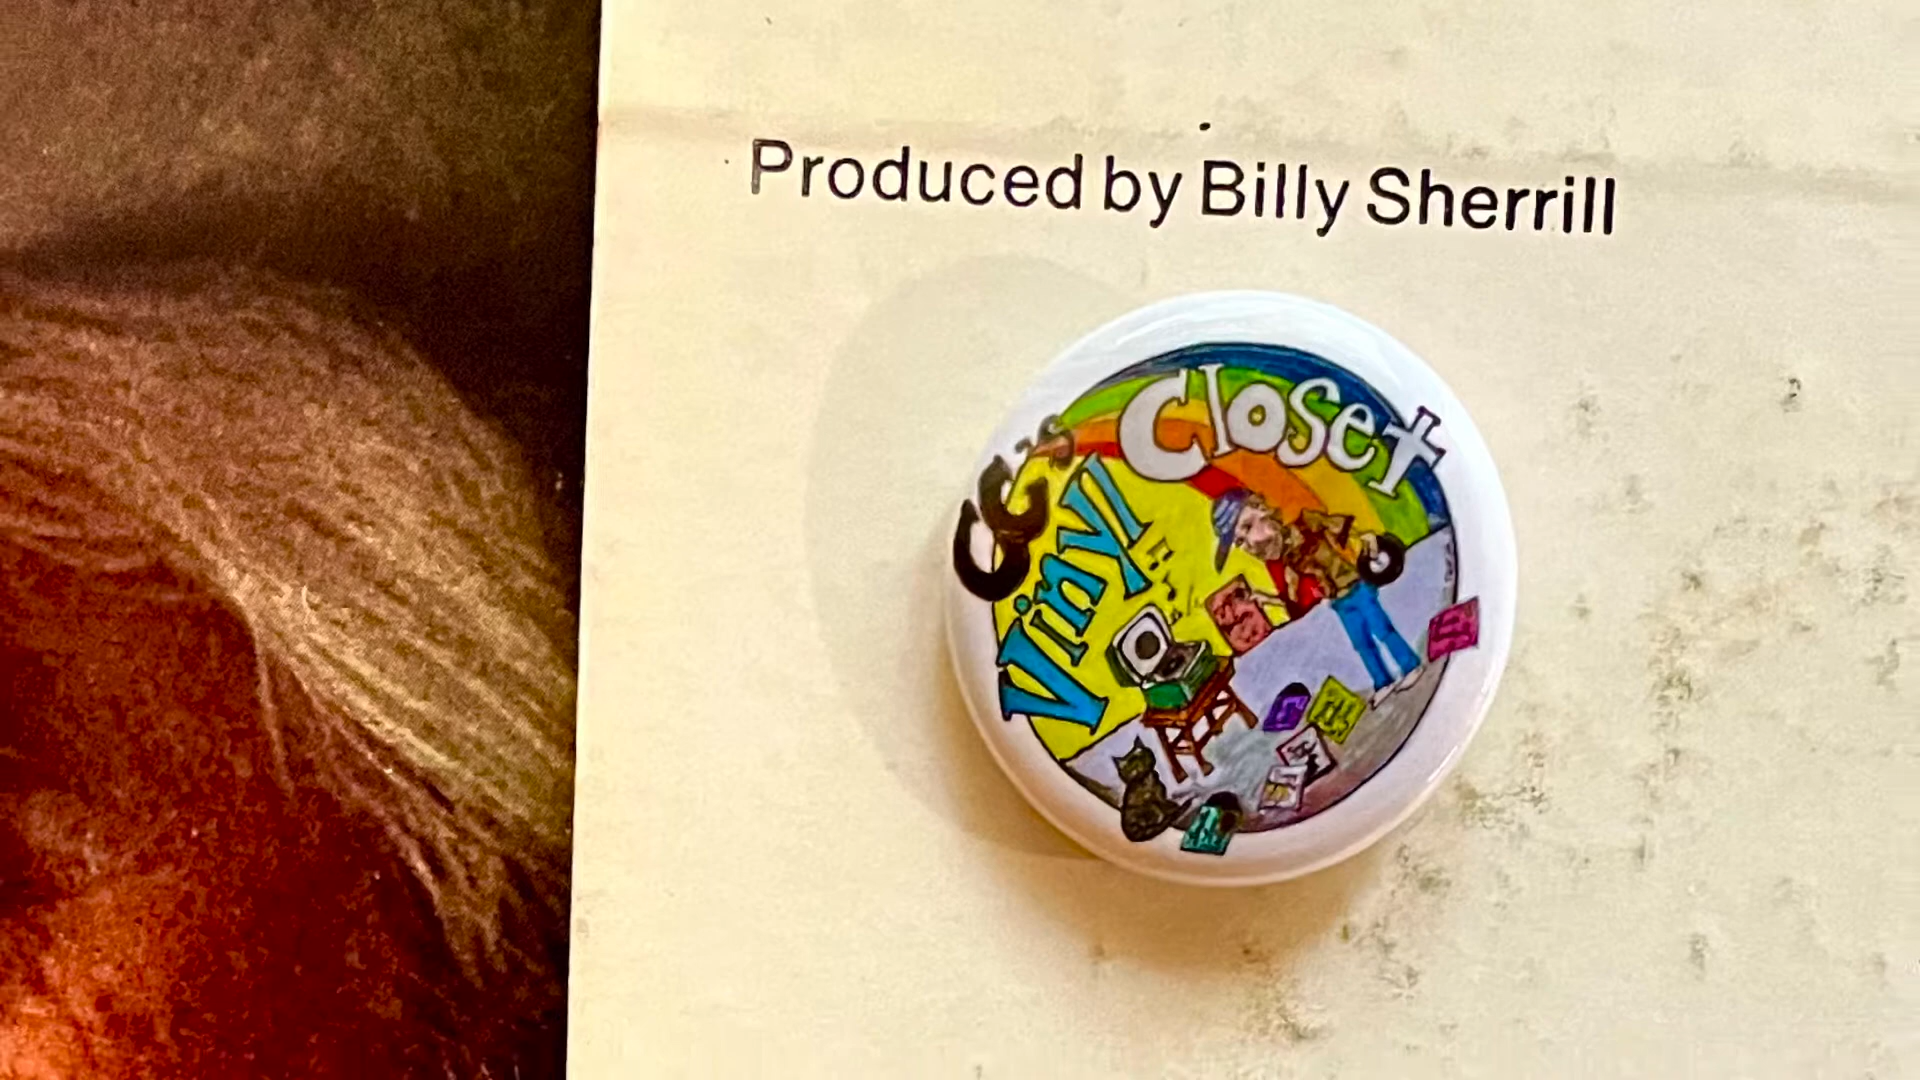 Produced by Billy Sherrill
CC's
Vinyl
Closet